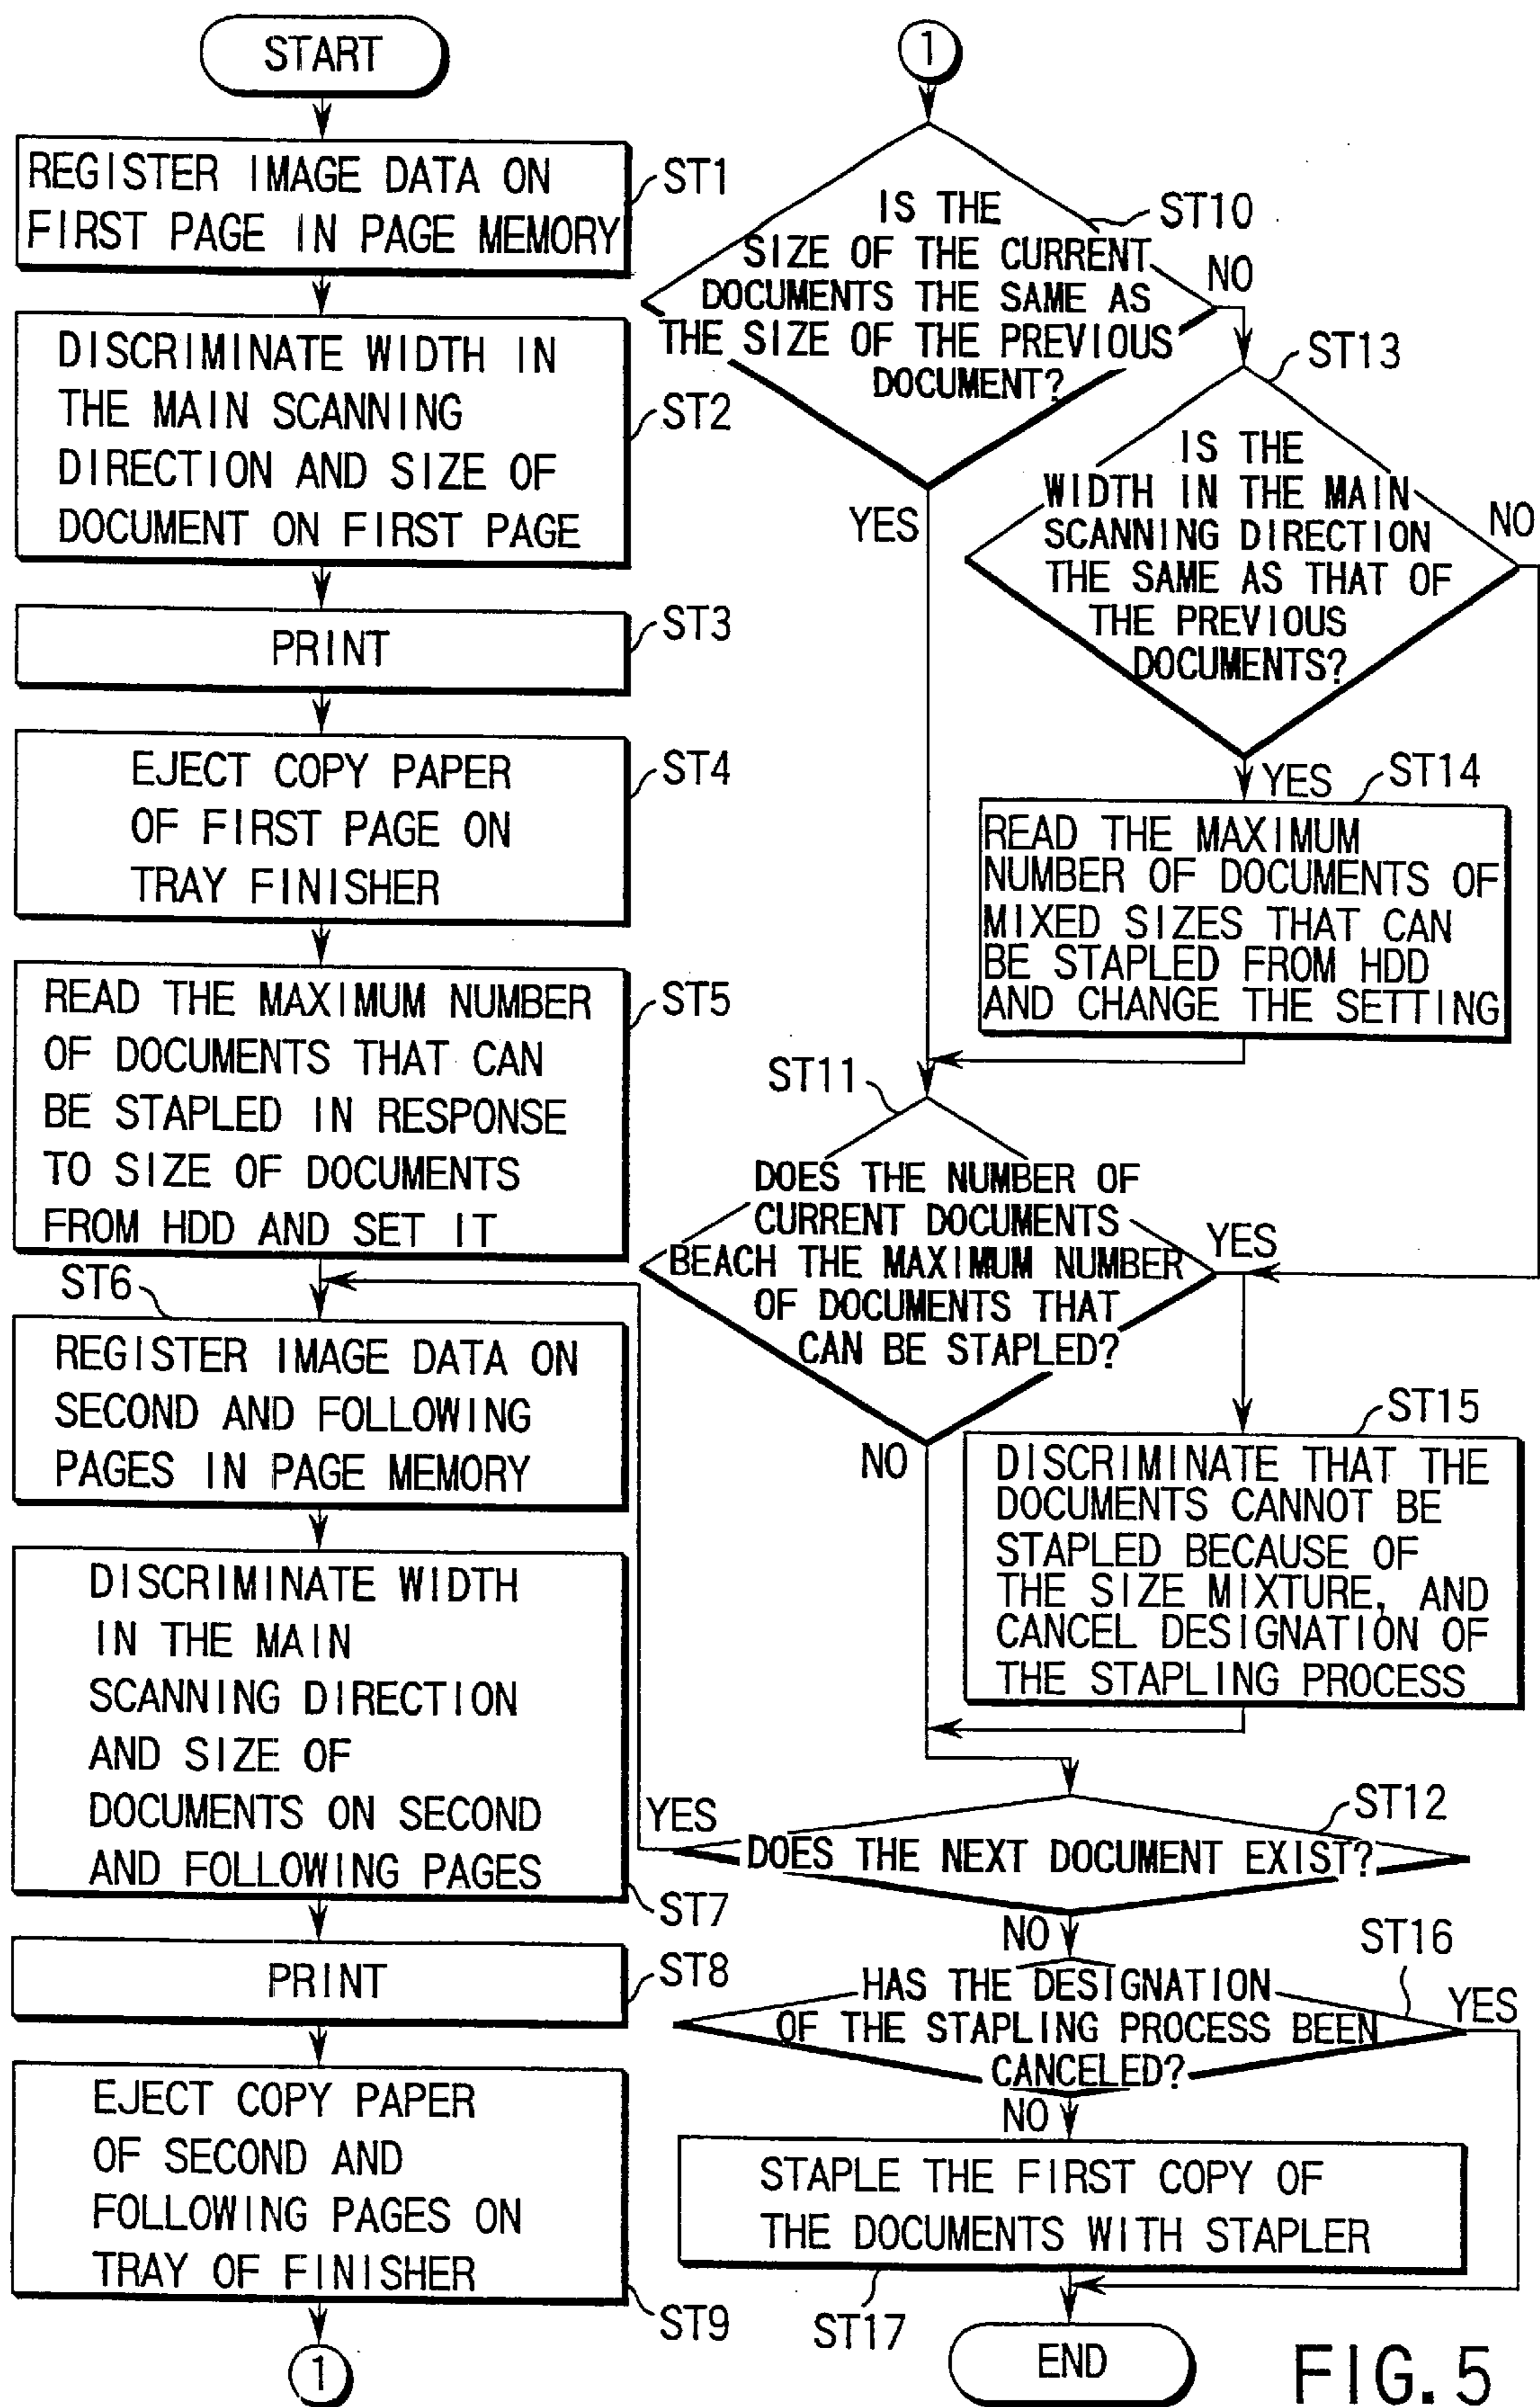 START
REGISTER IMAGE DATA ON
FIRST PAGE IN PAGE MEMORY
ST1
DISCRIMINATE WIDTH IN
THE MAIN SCANNING
DIRECTION AND SIZE OF
DOCUMENT ON FIRST PAGE
ST2
PRINT
ST3
EJECT COPY PAPER
OF FIRST PAGE ON
TRAY FINISHER
ST4
READ THE MAXIMUM NUMBER
OF DOCUMENTS THAT CAN
BE STAPLED IN RESPONSE
TO SIZE OF DOCUMENTS
FROM HDD AND SET IT
ST5
ST6
REGISTER IMAGE DATA ON
SECOND AND FOLLOWING
PAGES IN PAGE MEMORY
DISCRIMINATE WIDTH
IN THE MAIN
SCANNING DIRECTION
AND SIZE OF
DOCUMENTS ON SECOND
AND FOLLOWING PAGES
ST7
PRINT
ST8
EJECT COPY PAPER
OF SECOND AND
FOLLOWING PAGES ON
TRAY OF FINISHER
ST9
1
1
IS THE
SIZE OF THE CURRENT
DOCUMENTS THE SAME AS
THE SIZE OF THE PREVIOUS
DOCUMENT?
ST10
NO
YES
ST13
IS THE
WIDTH IN THE MAIN
SCANNING DIRECTION
THE SAME AS THAT OF
THE PREVIOUS
DOCUMENTS?
NO
YES
ST14
READ THE MAXIMUM
NUMBER OF DOCUMENTS OF
MIXED SIZES THAT CAN
BE STAPLED FROM HDD
AND CHANGE THE SETTING
ST11
DOES THE NUMBER OF
CURRENT DOCUMENTS
BEACH THE MAXIMUM NUMBER
OF DOCUMENTS THAT
CAN BE STAPLED?
YES
NO
ST15
DISCRIMINATE THAT THE
DOCUMENTS CANNOT BE
STAPLED BECAUSE OF
THE SIZE MIXTURE, AND
CANCEL DESIGNATION OF
THE STAPLING PROCESS
ST12
YES
DOES THE NEXT DOCUMENT EXIST?
NO
ST16
HAS THE DESIGNATION
OF THE STAPLING PROCESS BEEN
CANCELED?
YES
NO
STAPLE THE FIRST COPY OF
THE DOCUMENTS WITH STAPLER
ST17
END
FIG. 5